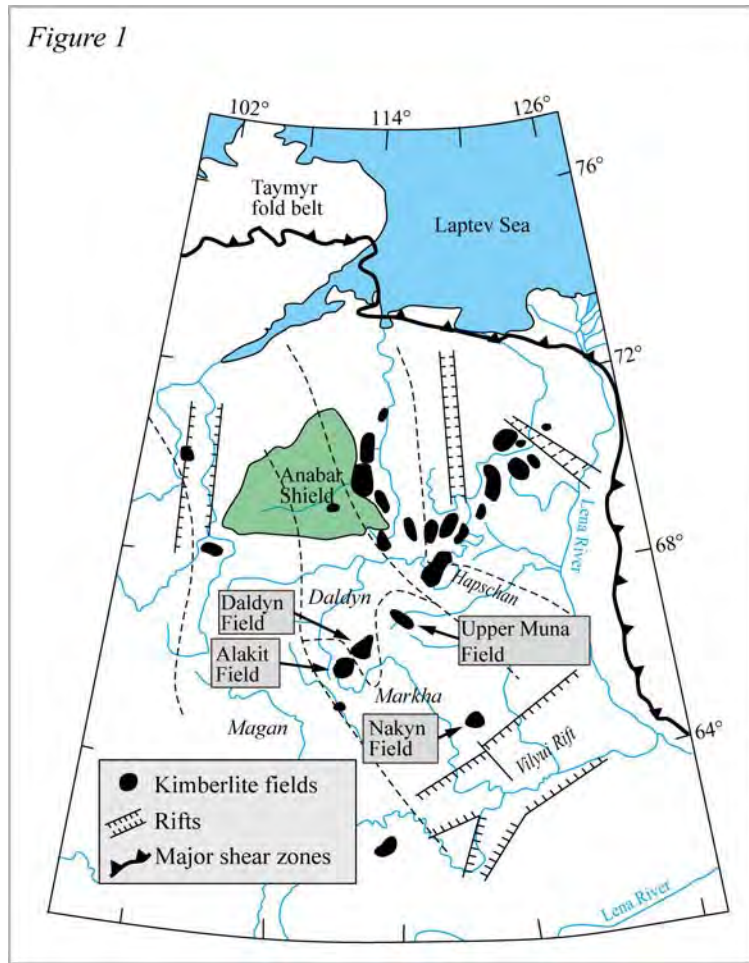 Figure 1
102°
114°
126°
76°
Taymyr
fold belt
Laptev Sea
72°
Anabar
Shield
Lena River
68°
Hapschan
Daldyn
Daldyn
Field
Upper Muna
Field
Alakit
Field
Markha
Magan
Nakyn
Field
64°
Vilyui Rift
Kimberlite fields
Rifts
Major shear zones
Lena River